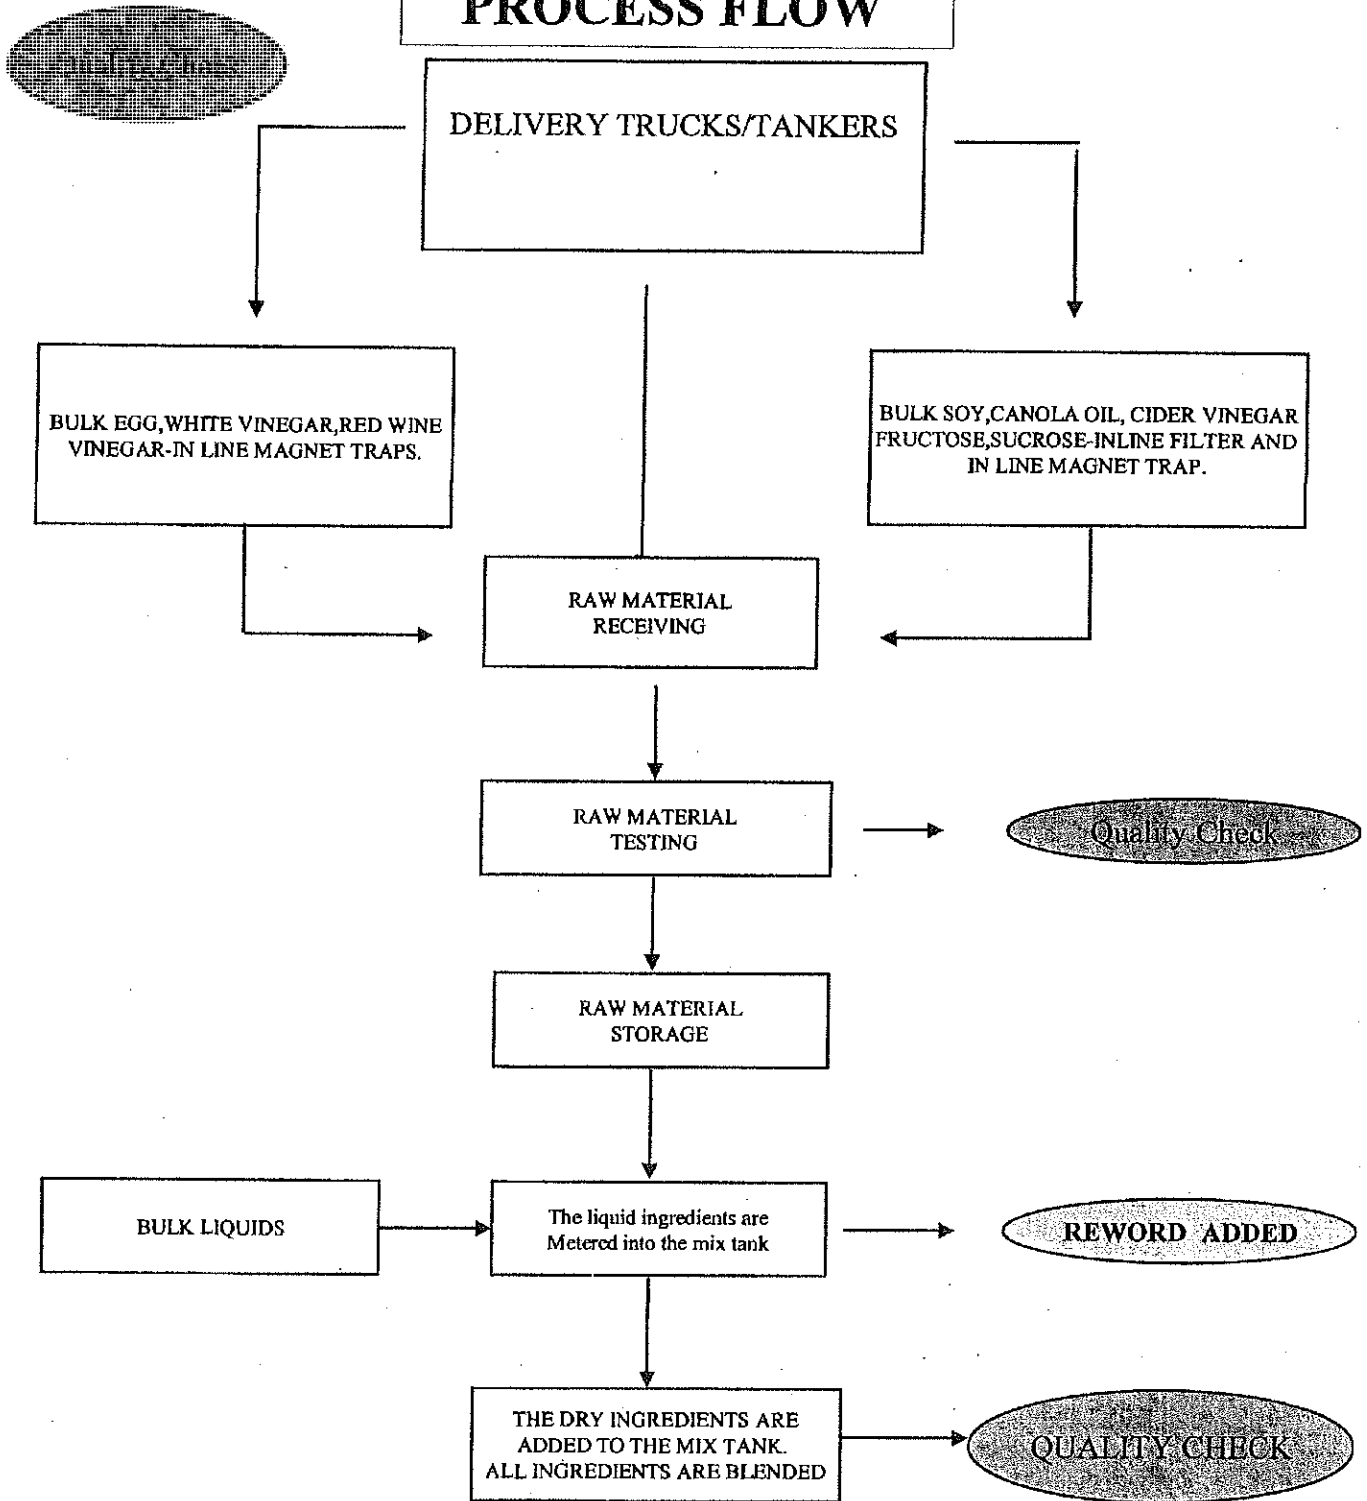 PROCESS FLOW
DELIVERY TRUCKS/TANKERS
BULK EGG,WHITE VINEGAR,RED WINE
VINEGAR-IN LINE MAGNET TRAPS.
BULK SOY,CANOLA OIL, CIDER VINEGAR
FRUCTOSE,SUCROSE-INLINE FILTER AND
IN LINE MAGNET TRAP.
RAW MATERIAL
RECEIVING
RAW MATERIAL
TESTING
Quality Check
RAW MATERIAL
STORAGE
BULK LIQUIDS
The liquid ingredients are
Metered into the mix tank
REWORD ADDED
THE DRY INGREDIENTS ARE
ADDED TO THE MIX TANK.
ALL INGREDIENTS ARE BLENDED
QUALITY CHECK